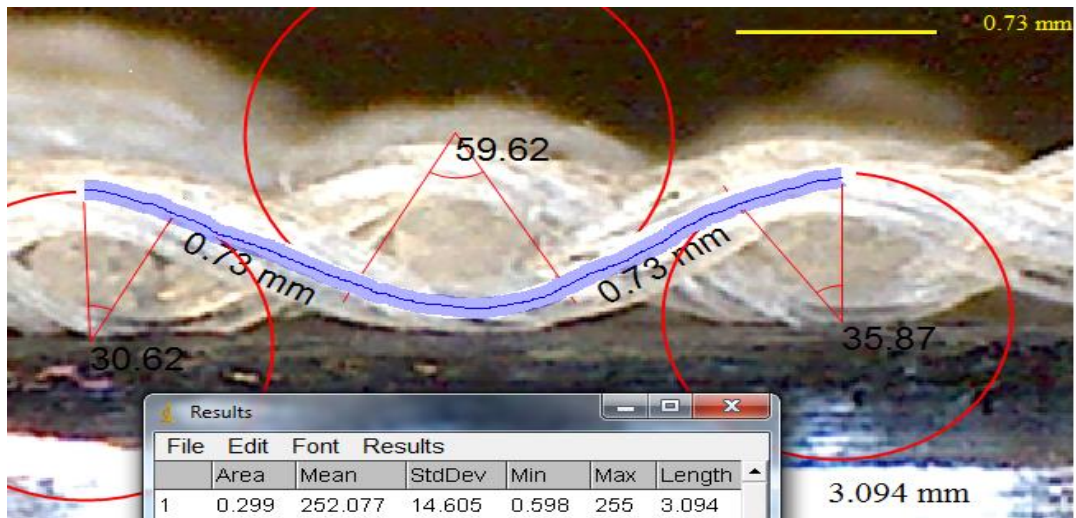 0.73 mm
59.62
0.73 mm
0.73 mm
30.62
35.87
Results
File Edit Font Results
Area Mean StdDev Min Max Length
1 0.299 252.077 14.605 0.598 255 3.094
3.094 mm